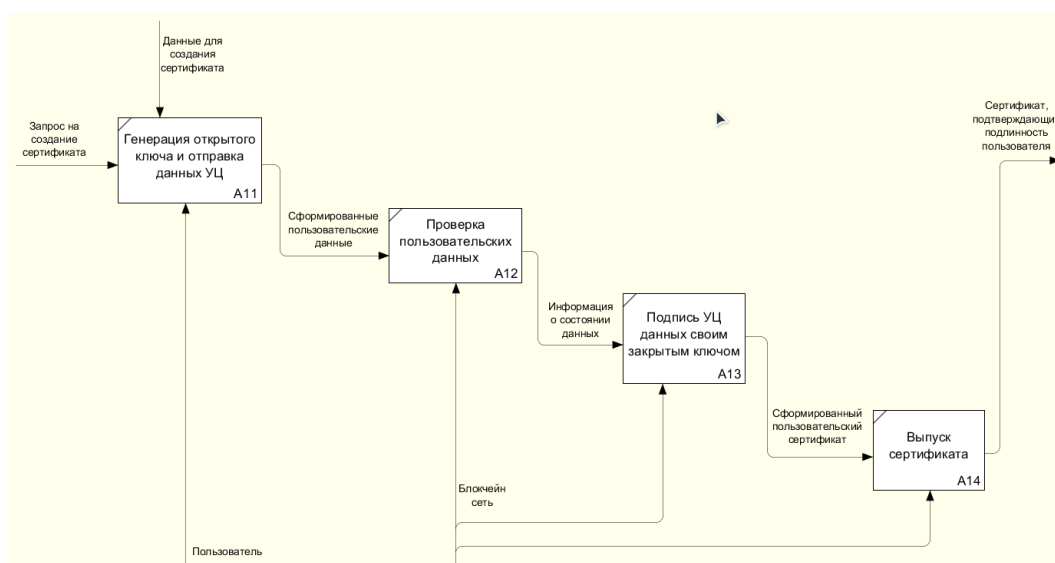 Данные для
создания
сертификата
Запрос на
создание
сертификата
Генерация открытого
ключа и отправка
данных УЦ
A11
Сертификат,
подтверждающи
подлинность
пользователя
Сформированные
пользовательские
данные
Проверка
пользовательских
данных
A12
Информация
о состоянии
данных
Подпись УЦ
данных своим
закрытым ключом
A13
Сформированный
пользовательский
сертификат
Выпуск
сертификата
A14
Блокчейн
сеть
Пользователь